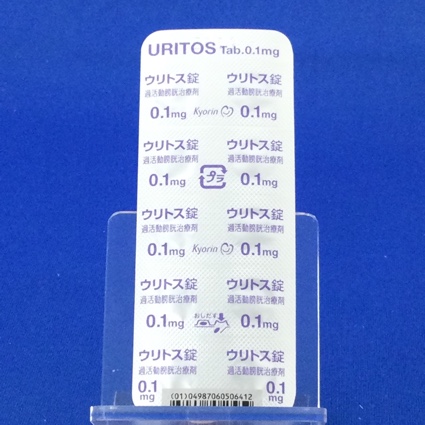 URITOS Tab.0.1mg
ウリトス錠 ウリトス錠
過活動膀胱治療剤 過活動膀胱治療剤
0.1mg Kyorin 0.1mg
ウリトス錠 ウリトス錠
過活動膀胱治療剤 過活動膀胱治療剤
0.1mg プラ 0.1mg
ウリトス錠 ウリトス錠
過活動膀胱治療剤 過活動膀胱治療剤
0.1mg Kyorin 0.1mg
ウリトス錠 ウリトス錠
過活動膀胱治療剤 過活動膀胱治療剤
0.1mg おしだす 0.1mg
ウリトス錠 ウリトス錠
過活動膀胱治療剤 過活動膀胱治療剤
0.1 0.1
mg mg
(01)04987060506412